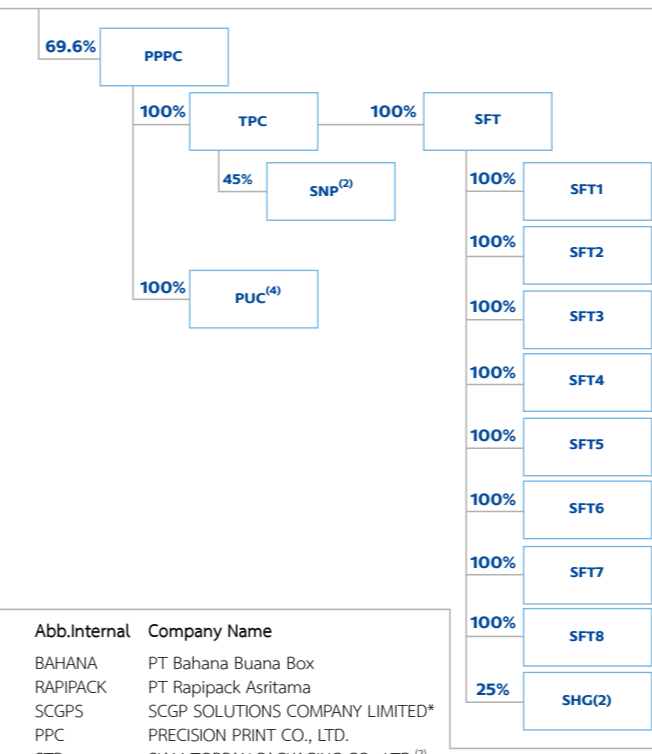 69.6% PPPC
100% TPC 100% SFT
45% SNP(2)
100% PUC(4)
100% SFT1
100% SFT2
100% SFT3
100% SFT4
100% SFT5
100% SFT6
100% SFT7
100% SFT8
25% SHG(2)
Abb.Internal Company Name
BAHANA PT Bahana Buana Box
RAPIPACK PT Rapipack Asritama
SCGPS SCGP SOLUTIONS COMPANY LIMITED*
PPC PRECISION PRINT CO., LTD.